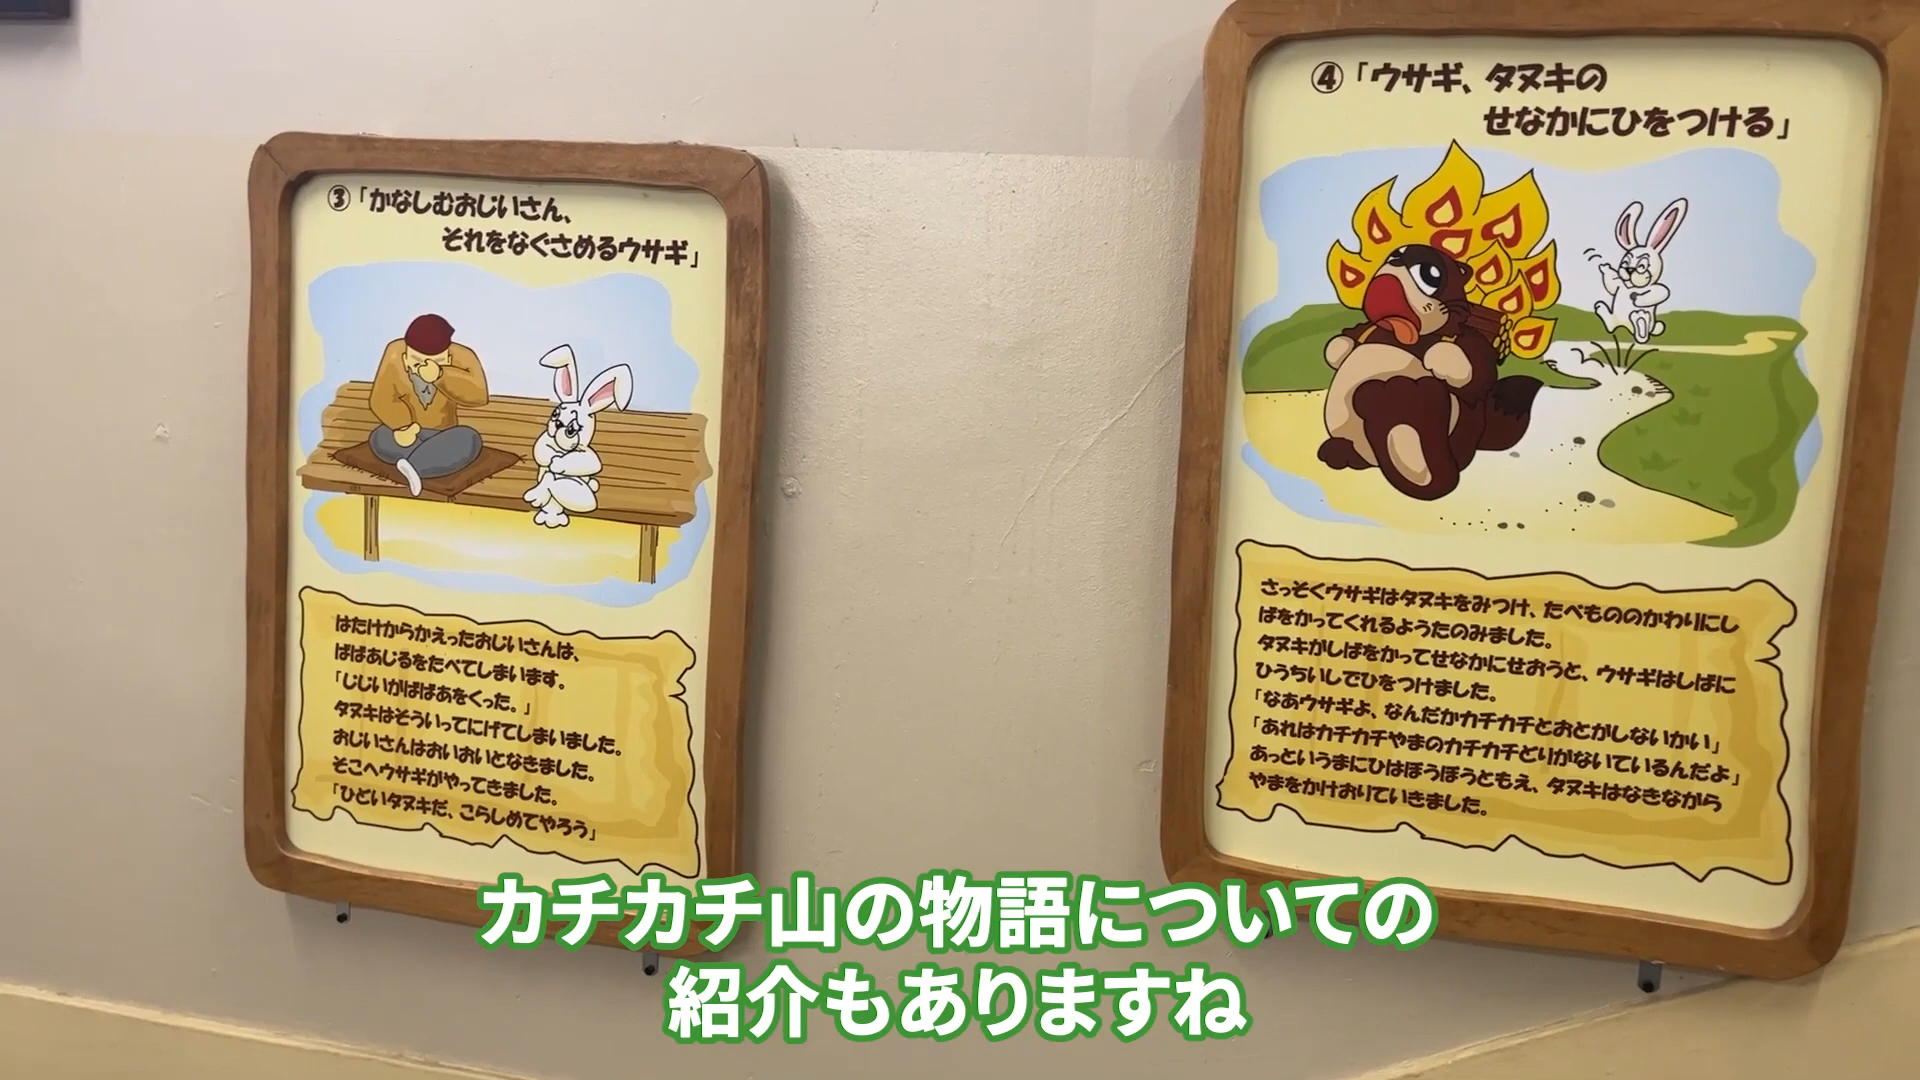 ③「かなしむおじいさん、
それをなぐさめるウサギ」
はたけからかえったおじいさんは、
ばばあじるをたべてしまいます。
「じじいがばばあをくった。」
タヌキはそういってにげてしまいました。
おじいさんはおいおいとなきました。
そこへウサギがやってきました。
「ひどいタヌキだ、こらしめてやろう」
④「ウサギ、タヌキの
せなかにひをつける」
さっそくウサギはタヌキをみつけ、たべもののかわりにし
ばをかってくれるようたのみました。
タヌキがしばをかってせなかにせおうと、ウサギはしばに
ひうちいしでひをつけました。
「なあウサギよ、なんだかカチカチとおとがしないかい」
「あれはカチカチやまのカチカチどりがないているんだよ」
あっというまにひはぼうぼうともえ、タヌキはなきながら
やまをかけおりていきました。
カチカチ山の物語についての
紹介もありますね